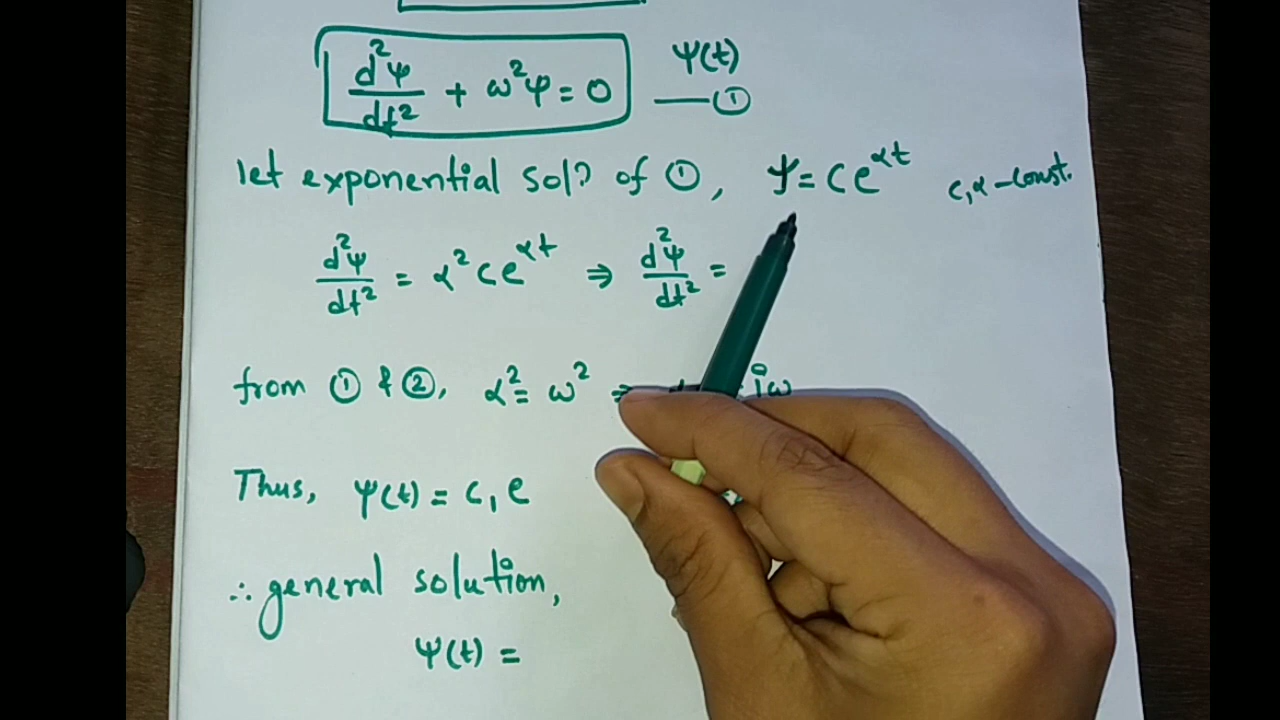 d²ψ/dt² + ω²ψ = 0 ψ(t) —①
let exponential sol? of ①, ψ = ce^αt c,α-const.
d²ψ/dt² = α²ce^αt ⇒ d²ψ/dt² =
from ① & ②, α² = ω² ⇒ iω
Thus, ψ(t) = c₁e
∴ general solution,
ψ(t) =